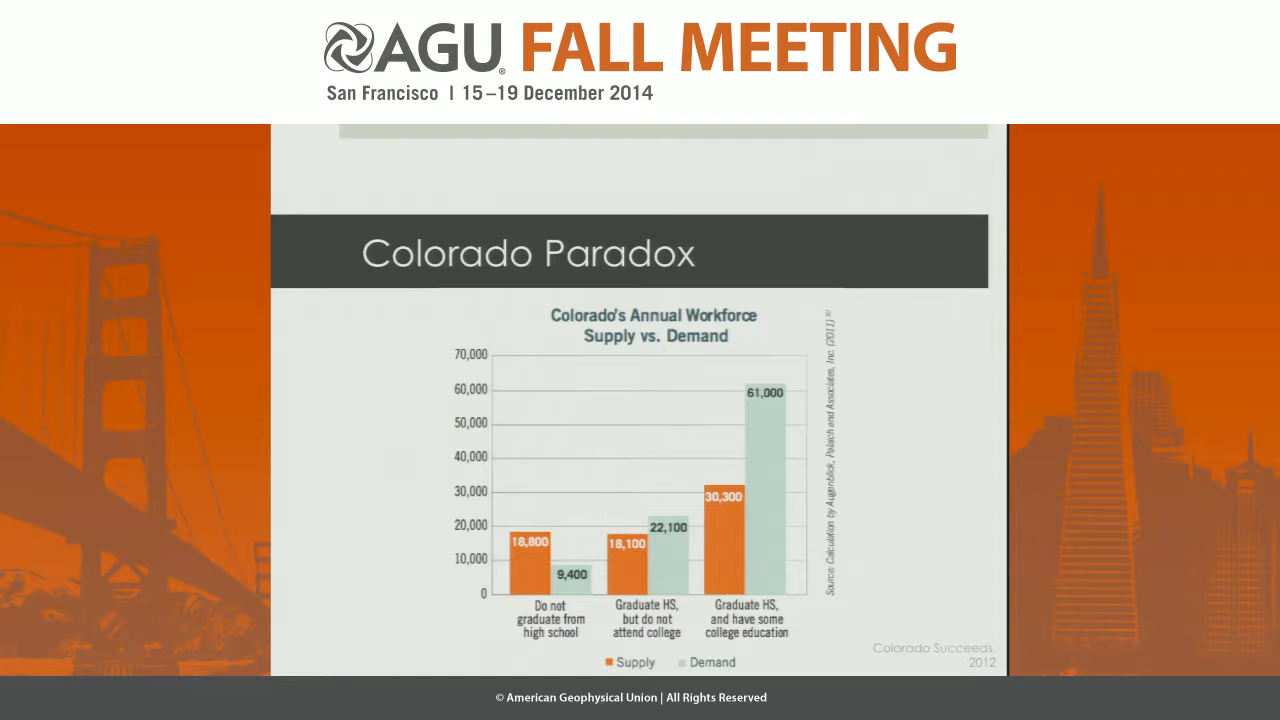 AGU® FALL MEETING
San Francisco | 15–19 December 2014
Colorado Paradox
Colorado's Annual Workforce
Supply vs. Demand
70,000
60,000
50,000
40,000
30,000
20,000
10,000
0
18,800
9,400
18,100
22,100
30,300
61,000
Do not
graduate from
high school
Graduate HS,
but do not
attend college
Graduate HS,
and have some
college education
Supply
Demand
Source: Calculation by Augenblick, Palaich and Associates, Inc. (2011)
Colorado Succeeds.
2012
© American Geophysical Union | All Rights Reserved